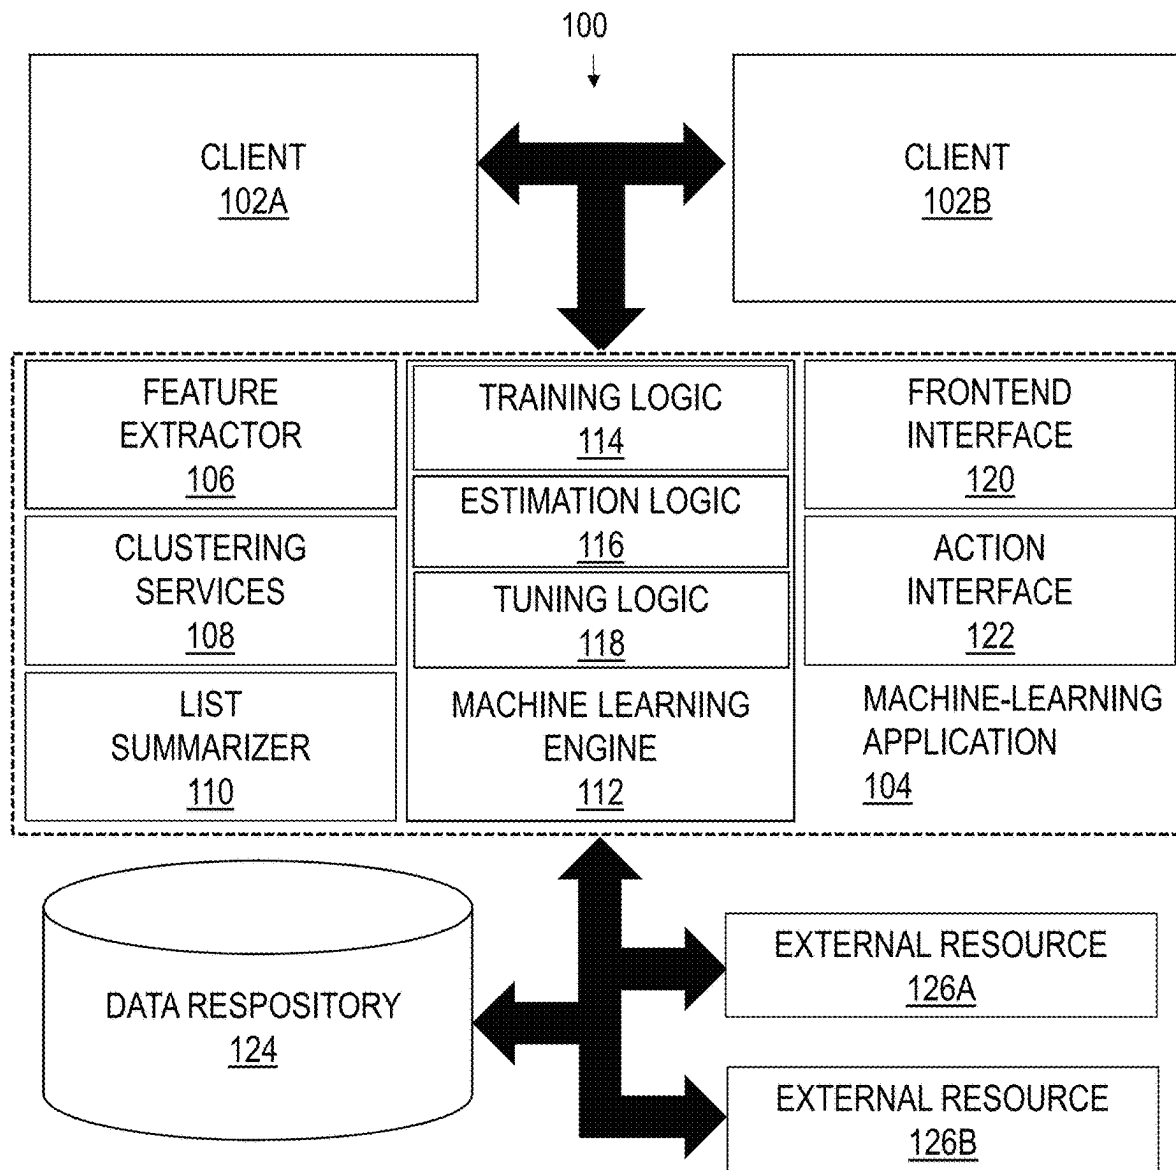 100
CLIENT
102A
CLIENT
102B
FEATURE
EXTRACTOR
106
CLUSTERING
SERVICES
108
LIST
SUMMARIZER
110
TRAINING LOGIC
114
ESTIMATION LOGIC
116
TUNING LOGIC
118
MACHINE LEARNING
ENGINE
112
FRONTEND
INTERFACE
120
ACTION
INTERFACE
122
MACHINE-LEARNING
APPLICATION
104
DATA RESPOSITORY
124
EXTERNAL RESOURCE
126A
EXTERNAL RESOURCE
126B